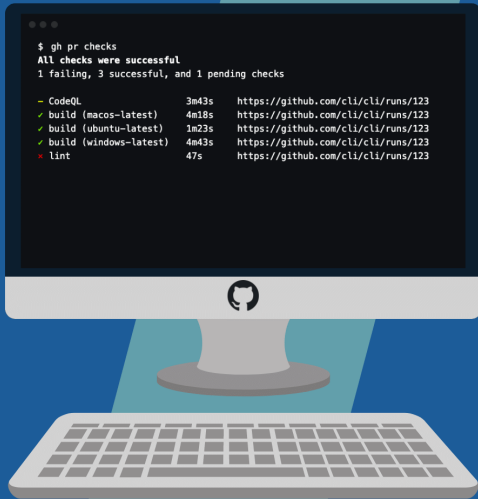 $ gh pr checks
All checks were successful
1 failing, 3 successful, and 1 pending checks
– CodeQL 3m43s https://github.com/cli/cli/runs/123
✓ build (macos-latest) 4m18s https://github.com/cli/cli/runs/123
✓ build (ubuntu-latest) 1m23s https://github.com/cli/cli/runs/123
✓ build (windows-latest) 4m43s https://github.com/cli/cli/runs/123
× lint 47s https://github.com/cli/cli/runs/123